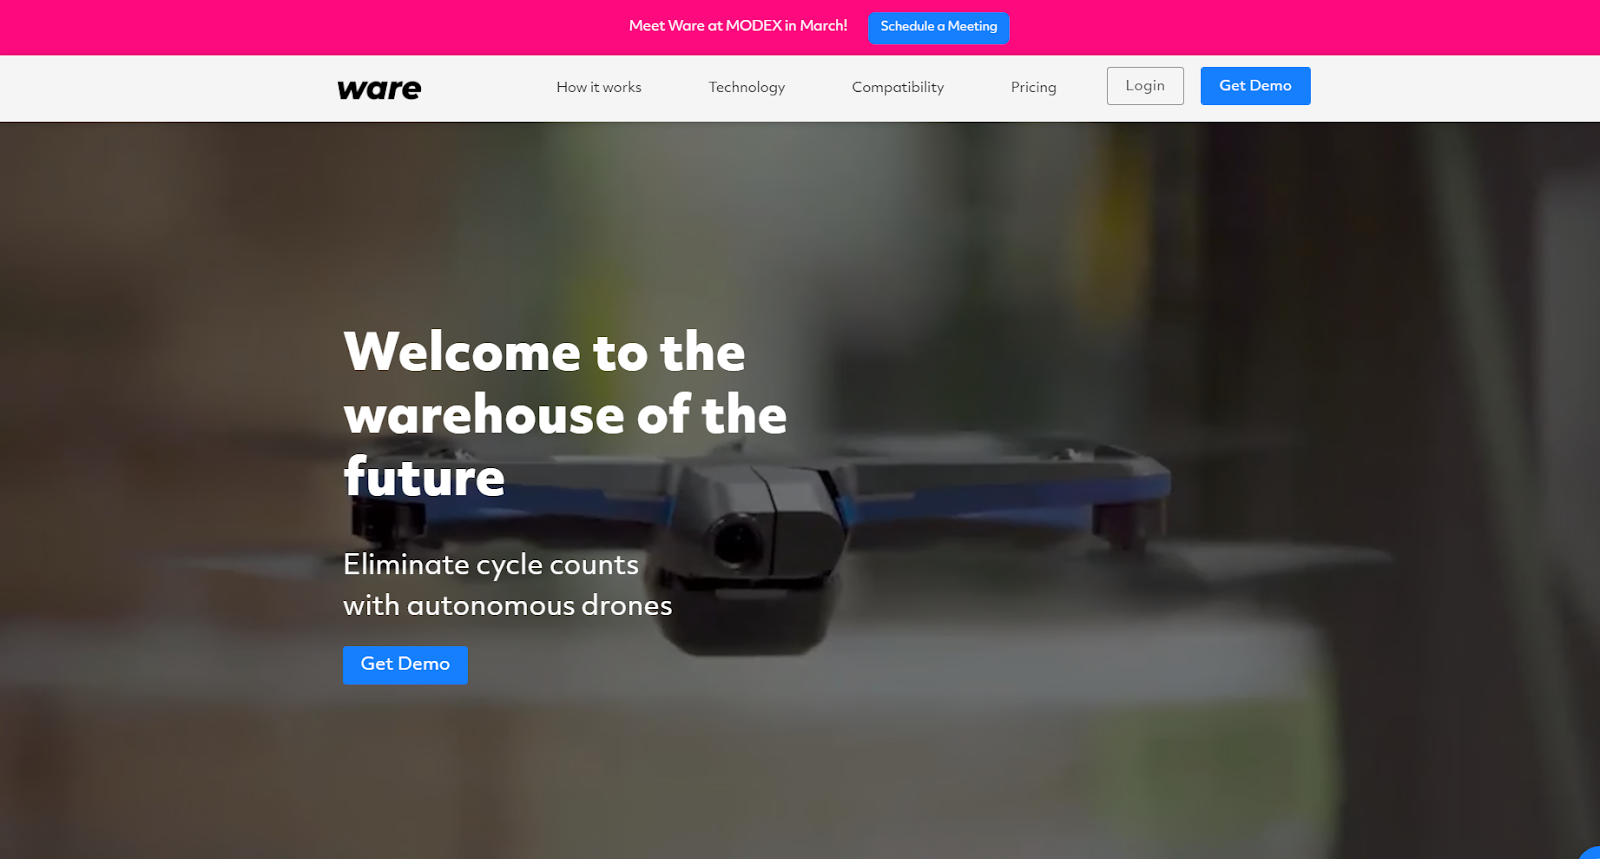 Meet Ware at MODEX in March! Schedule a Meeting
ware How it works Technology Compatibility Pricing Login Get Demo
Welcome to the
warehouse of the
future
Eliminate cycle counts
with autonomous drones
Get Demo